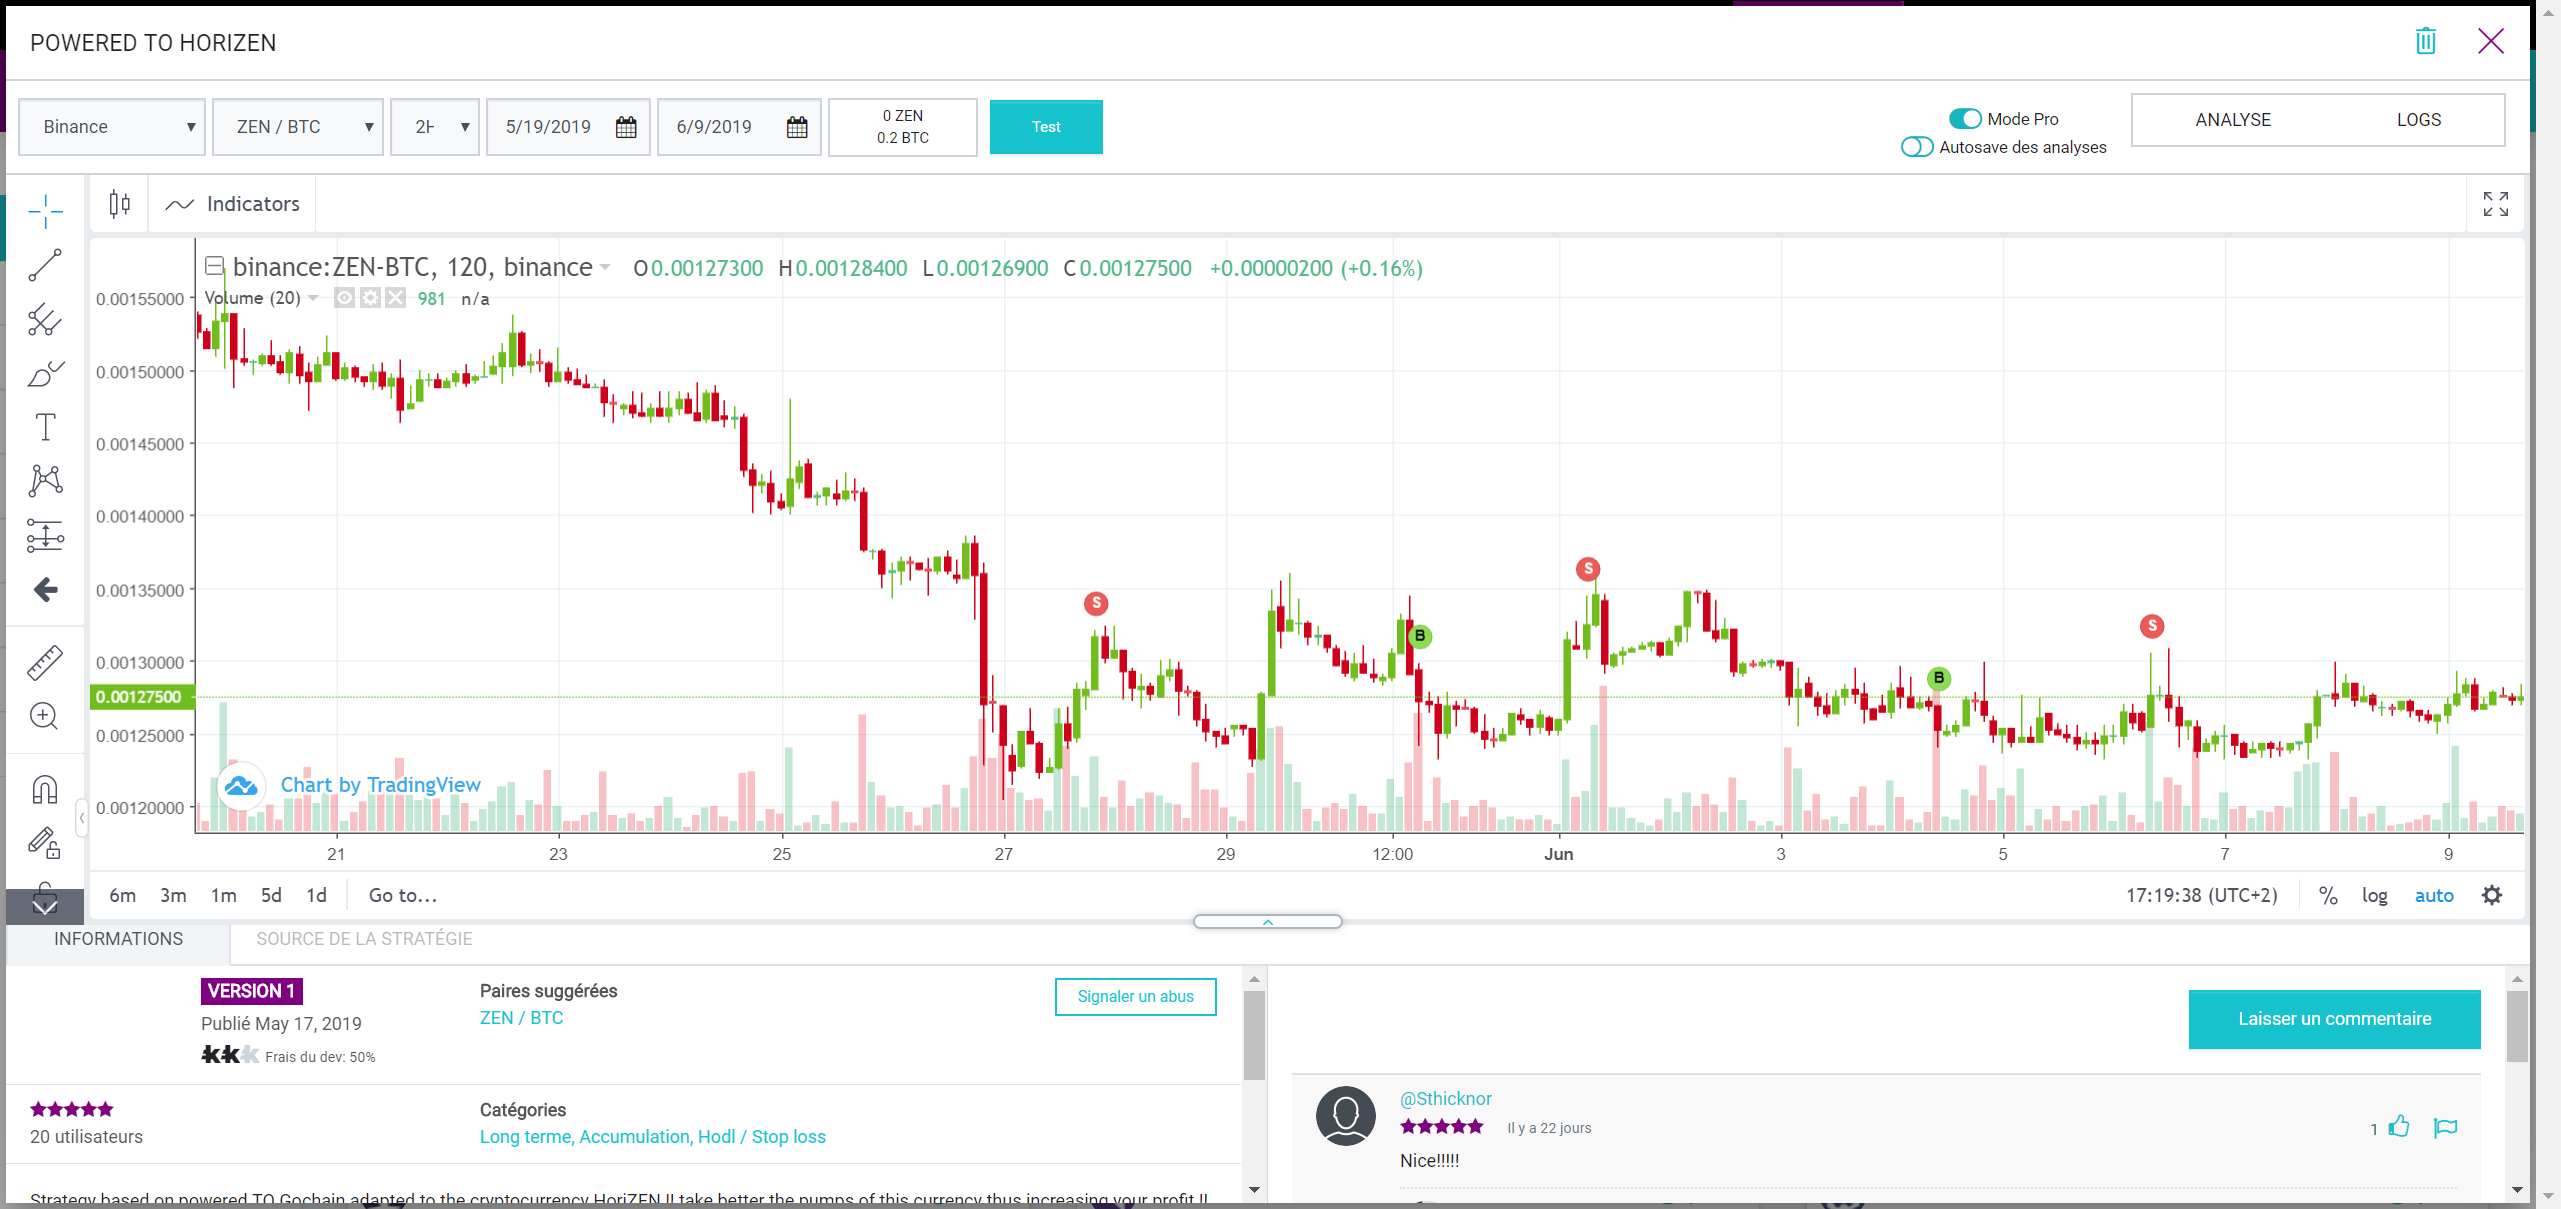 POWERED TO HORIZEN
Binance
ZEN / BTC
5/19/2019
6/9/2019
0 ZEN
0.2 BTC
Test
Mode Pro
Autosave des analyses
ANALYSE
LOGS
Indicators
binance:ZEN-BTC, 120, binance O0.00127300 H0.00128400 L0.00126900 C0.00127500 +0.00000200 (+0.16%)
Volume (20) 981 n/a
0.00155000
0.00150000
0.00145000
0.00140000
0.00135000
0.00130000
0.00127500
0.00125000
0.00120000
S
S
S
B
B
Chart by TradingView
21 23 25 27 29 12:00 Jun 3 5 7 9
6m 3m 1m 5d 1d Go to...
17:19:38 (UTC+2) % log auto
INFORMATIONS
SOURCE DE LA STRATÉGIE
VERSION 1
Publié May 17, 2019
Frais du dev: 50%
Paires suggérées
ZEN / BTC
Signaler un abus
20 utilisateurs
Catégories
Long terme, Accumulation, Hodl / Stop loss
Strategy based on powered TO Gochain adapted to the cryptocurrency HoriZEN !! take better the pumps of this currency thus increasing your profit !!
Laisser un commentaire
@Sthicknor
Il y a 22 jours
1
Nice!!!!!